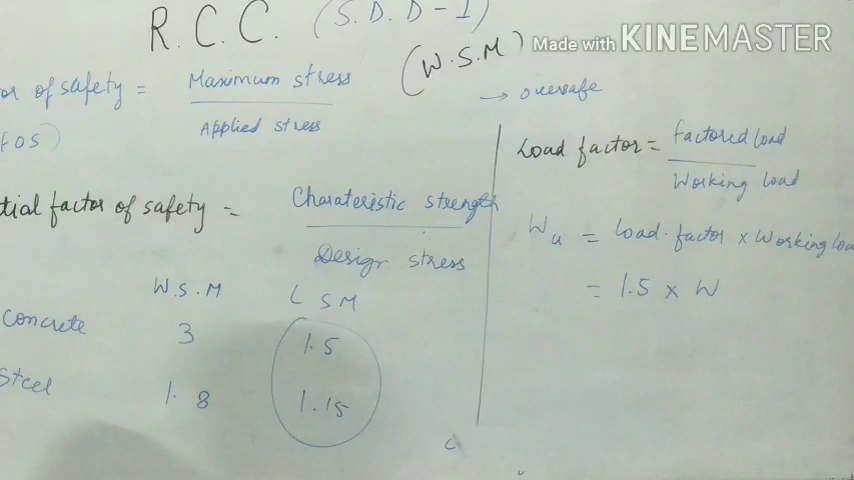 R.C.C. (S.D.D-1)
Made with KINEMASTER
(W.S.M)
or of safety = Maximum stress
Applied stress
FOS)
→ oversafe
tial factor of safety = Charateristic strength
Design stress
W.S.M LSM
Concrete 3 1.5
Steel 1.8 1.15
Load factor = Factored load
Working load
Wu = load.factor x Working loa
= 1.5 x W